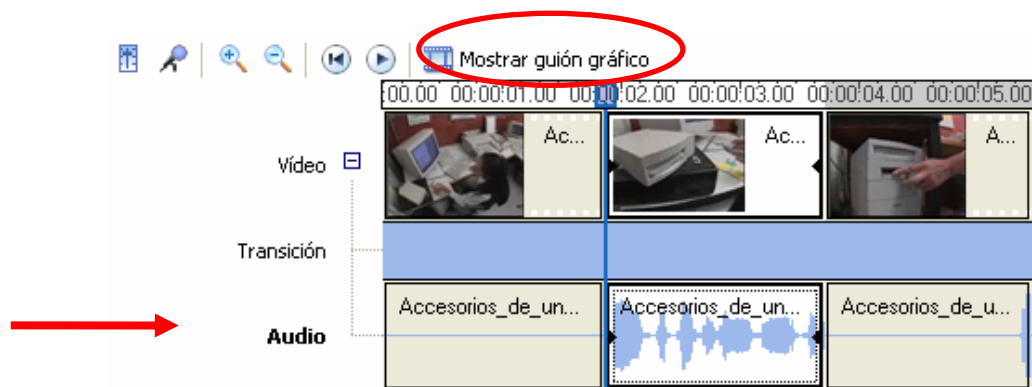 Mostrar guión gráfico
:00.00 00:00:01.00 00:00:02.00 00:00:03.00 00:00:04.00 00:00:05.00
Vídeo
Ac...
Ac...
A...
Transición
Audio
Accesorios_de_un...
Accesorios_de_un...
Accesorios_de_u...